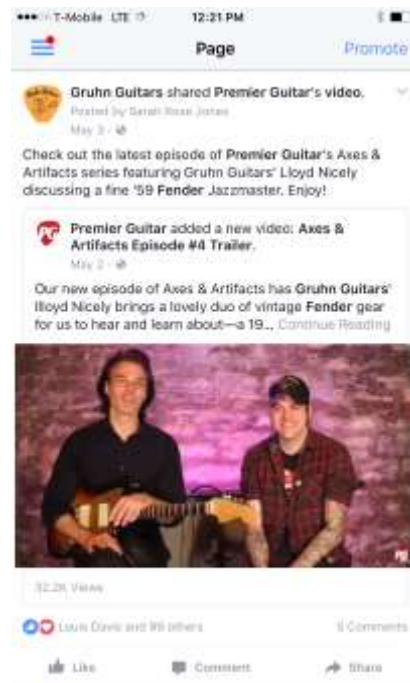 T-Mobile LTE 12:21 PM
Page
Promote
Gruhn Guitars shared Premier Guitar's video.
Posted by Sarah Rose Jones
May 3
Check out the latest episode of Premier Guitar's Axes &
Artifacts series featuring Gruhn Guitars' Lloyd Nicely
discussing a fine '59 Fender Jazzmaster. Enjoy!
PG
Premier Guitar added a new video: Axes &
Artifacts Episode #4 Trailer.
May 2
Our new episode of Axes & Artifacts has Gruhn Guitars'
lloyd Nicely brings a lovely duo of vintage Fender gear
for us to hear and learn about—a 19... Continue Reading
PG
32.2K Views
Louis Davis and 99 others
Comments
Like
Comment
Share